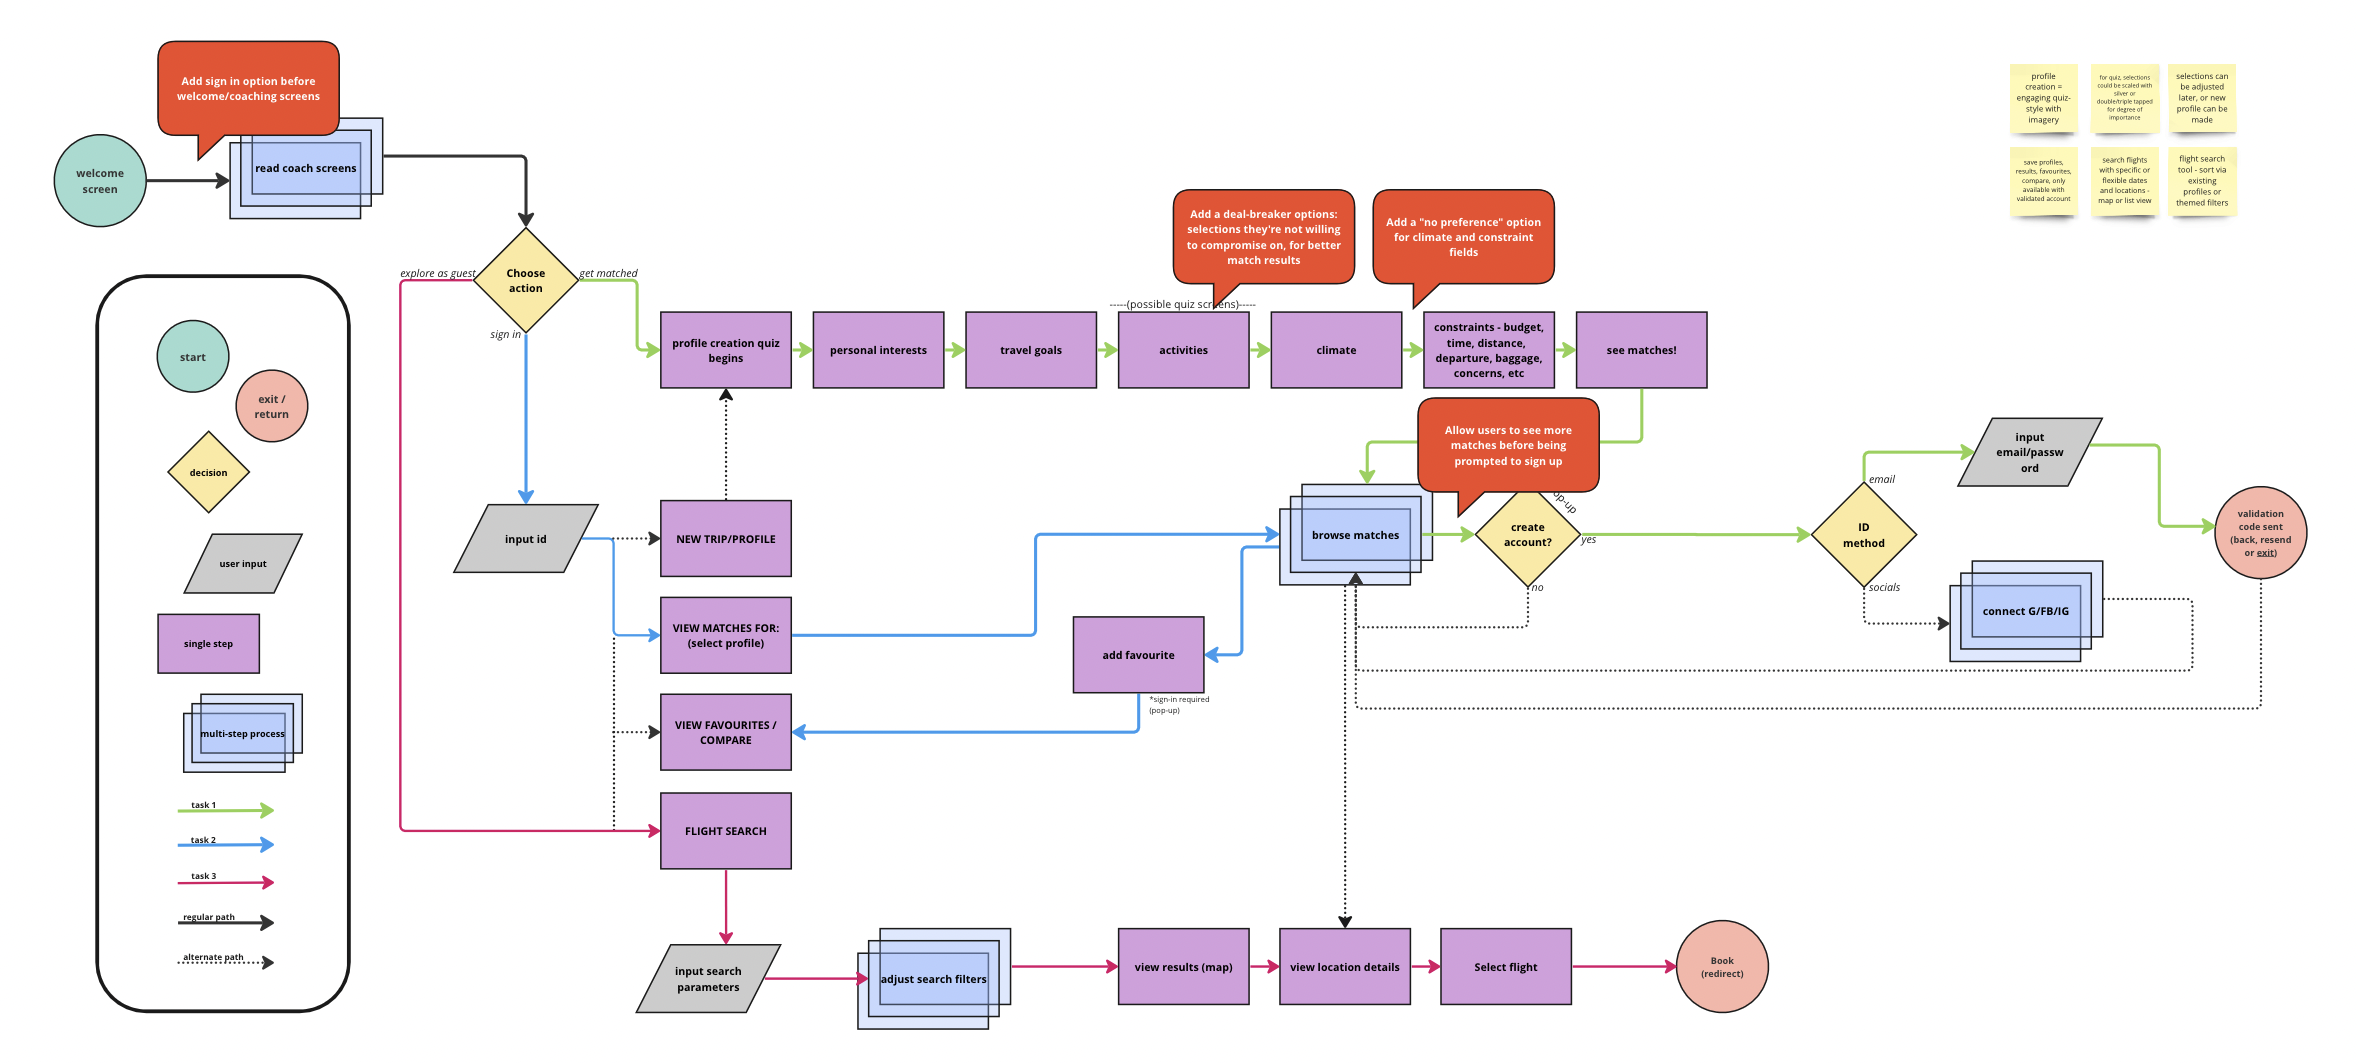 Add sign in option before
welcome/coaching screens
welcome
screen
read coach screens
profile
creation =
engaging quiz-
style with
imagery
for quiz, selections
could be scaled with
silver or
double/triple tapped
for degree of
importance
selections can
be adjusted
later, or new
profile can be
made
save profiles,
results, favourites,
compare, only
available with
validated account
search flights
with specific or
flexible dates
and locations -
map or list view
flight search
tool - sort via
existing
profiles or
themed filters
Choose
action
explore as guest
get matched
sign in
Add a deal-breaker options:
selections they're not willing
to compromise on, for better
match results
Add a "no preference" option
for climate and constraint
fields
-----(possible quiz screens)-----
profile creation quiz
begins
personal interests
travel goals
activities
climate
constraints - budget,
time, distance,
departure, baggage,
concerns, etc
see matches!
start
exit /
return
decision
user input
single step
multi-step process
task 1
task 2
task 3
regular path
alternate path
Allow users to see more
matches before being
prompted to sign up
input id
NEW TRIP/PROFILE
VIEW MATCHES FOR:
(select profile)
VIEW FAVOURITES /
COMPARE
FLIGHT SEARCH
browse matches
add favourite
*sign-in required
(pop-up)
op-up
create
account?
yes
no
ID
method
email
socials
input
email/passw
ord
connect G/FB/IG
validation
code sent
(back, resend
or exit)
input search
parameters
adjust search filters
view results (map)
view location details
Select flight
Book
(redirect)